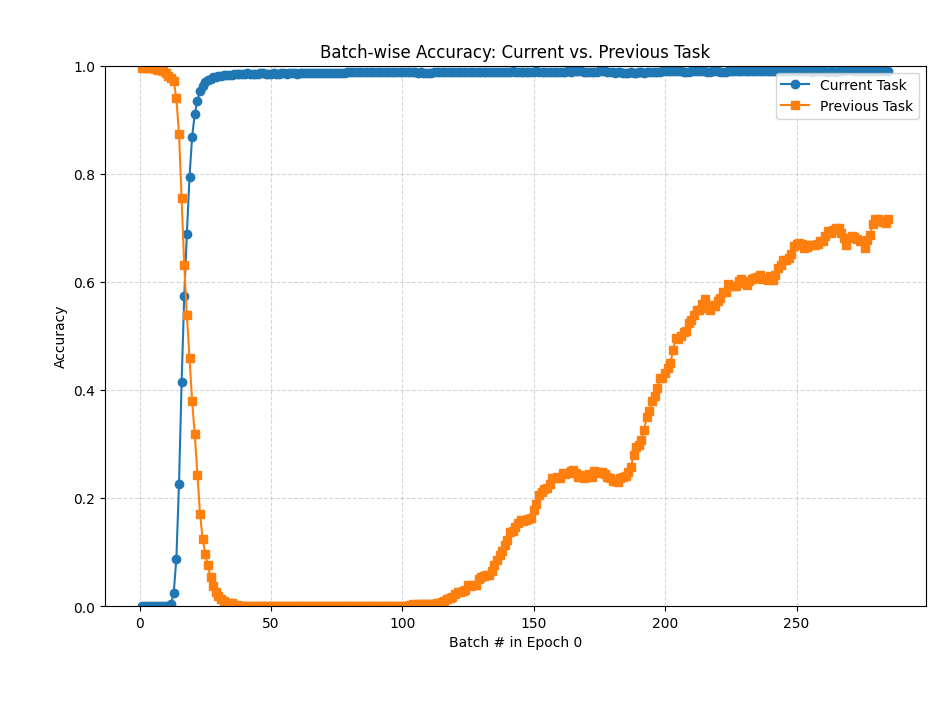 Batch-wise Accuracy: Current vs. Previous Task
1.0
0.8
0.6
0.4
0.2
0.0
Accuracy
Current Task
Previous Task
0 50 100 150 200 250
Batch # in Epoch 0